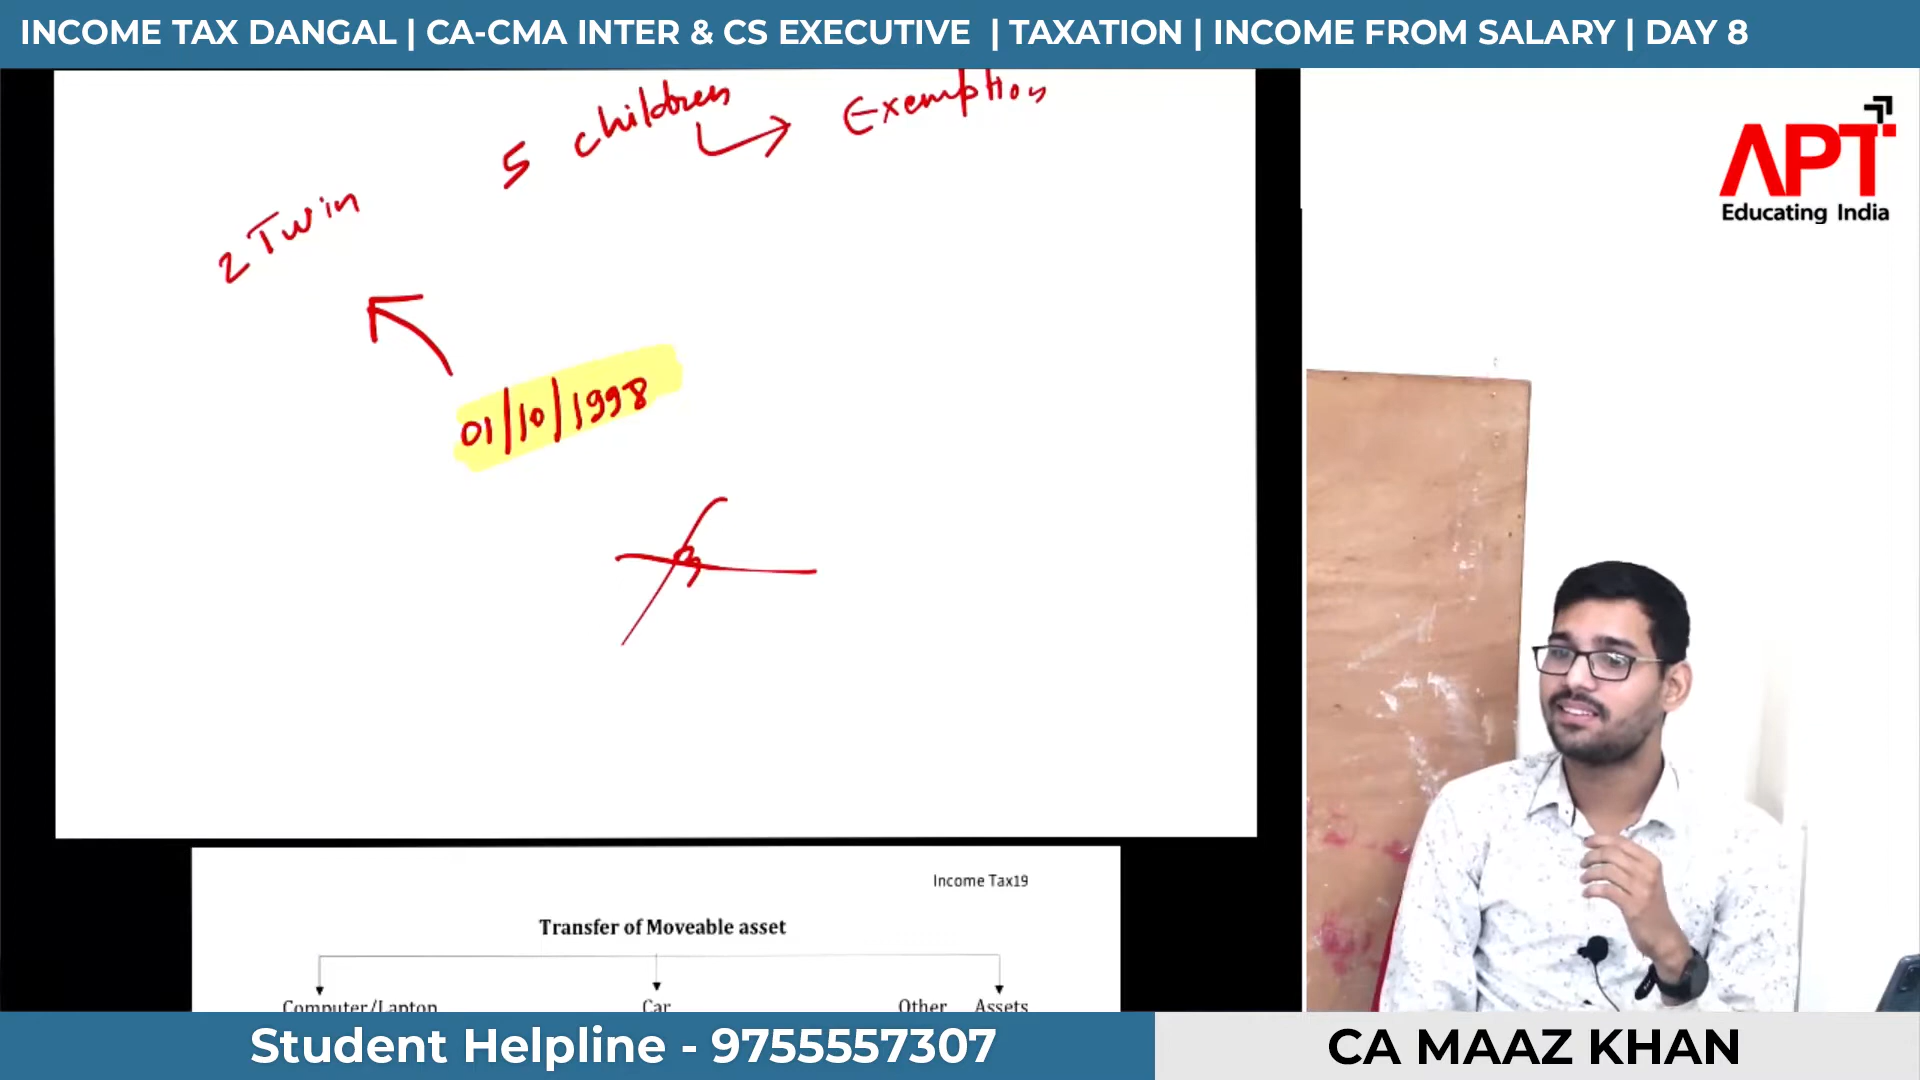 INCOME TAX DANGAL | CA-CMA INTER & CS EXECUTIVE | TAXATION | INCOME FROM SALARY | DAY 8
5 children → Exemption
2 Twin
01/10/1998
APT
Educating India
Income Tax19
Transfer of Moveable asset
Computer/Laptop Car Other Assets
Student Helpline - 9755557307
CA MAAZ KHAN